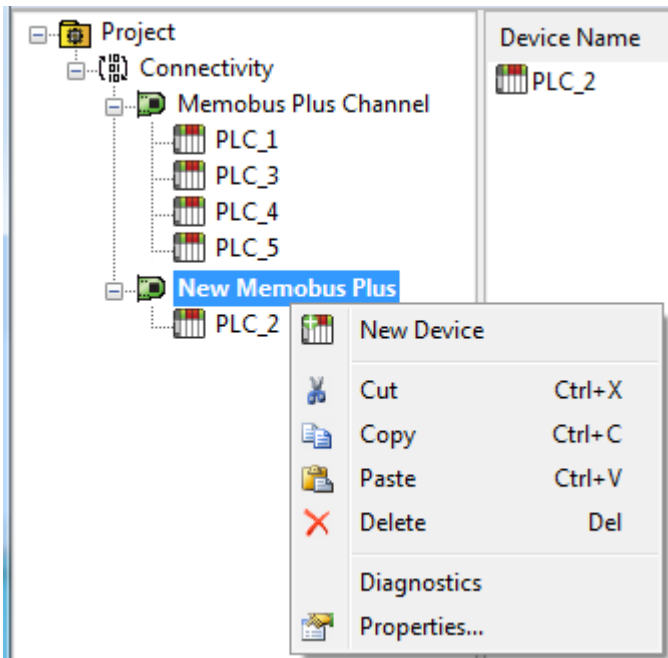 Project
Connectivity
Memobus Plus Channel
PLC_1
PLC_3
PLC_4
PLC_5
New Memobus Plus
PLC_2
Device Name
PLC_2
New Device
Cut Ctrl+X
Copy Ctrl+C
Paste Ctrl+V
Delete Del
Diagnostics
Properties...